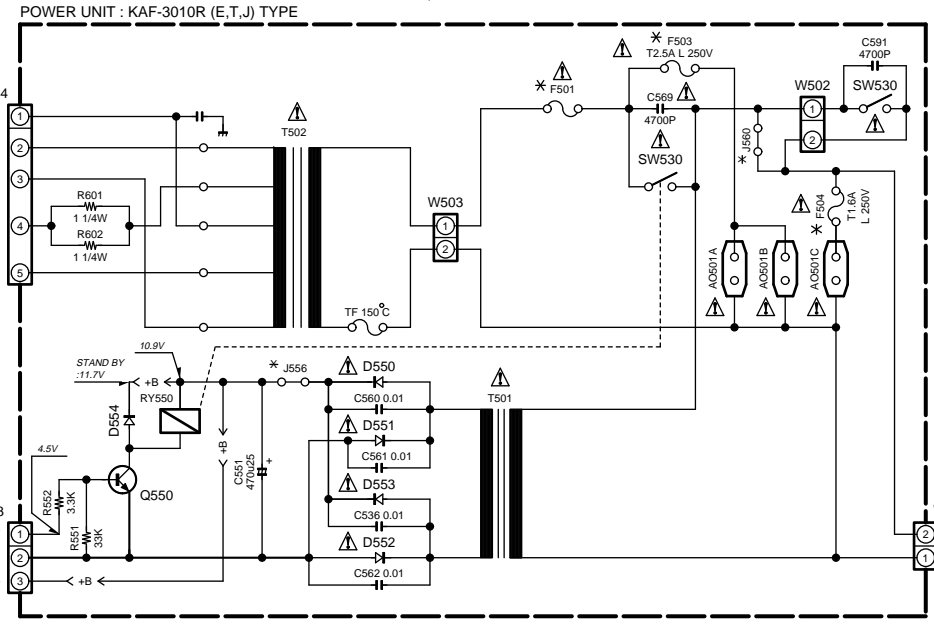 POWER UNIT : KAF-3010R (E,T,J) TYPE
4
1
2
3
4
5
R601
1 1/4W
R602
1 1/4W
T502
TF 150°C
W503
1
2
F501
F503
T2.5A L 250V
C569
4700P
SW530
C591
4700P
W502
1
2
SW530
J560
F504
T1.6A
L 250V
AO501A
AO501B
AO501C
STAND BY
:11.7V
10.9V
+B
RY550
D554
4.5V
Q550
R552
3.3K
R551
33K
+B
C551
470u25
+
J556
D550
C560 0.01
D551
C561 0.01
D553
C536 0.01
D552
C562 0.01
T501
3
1
2
3
+B
2
1